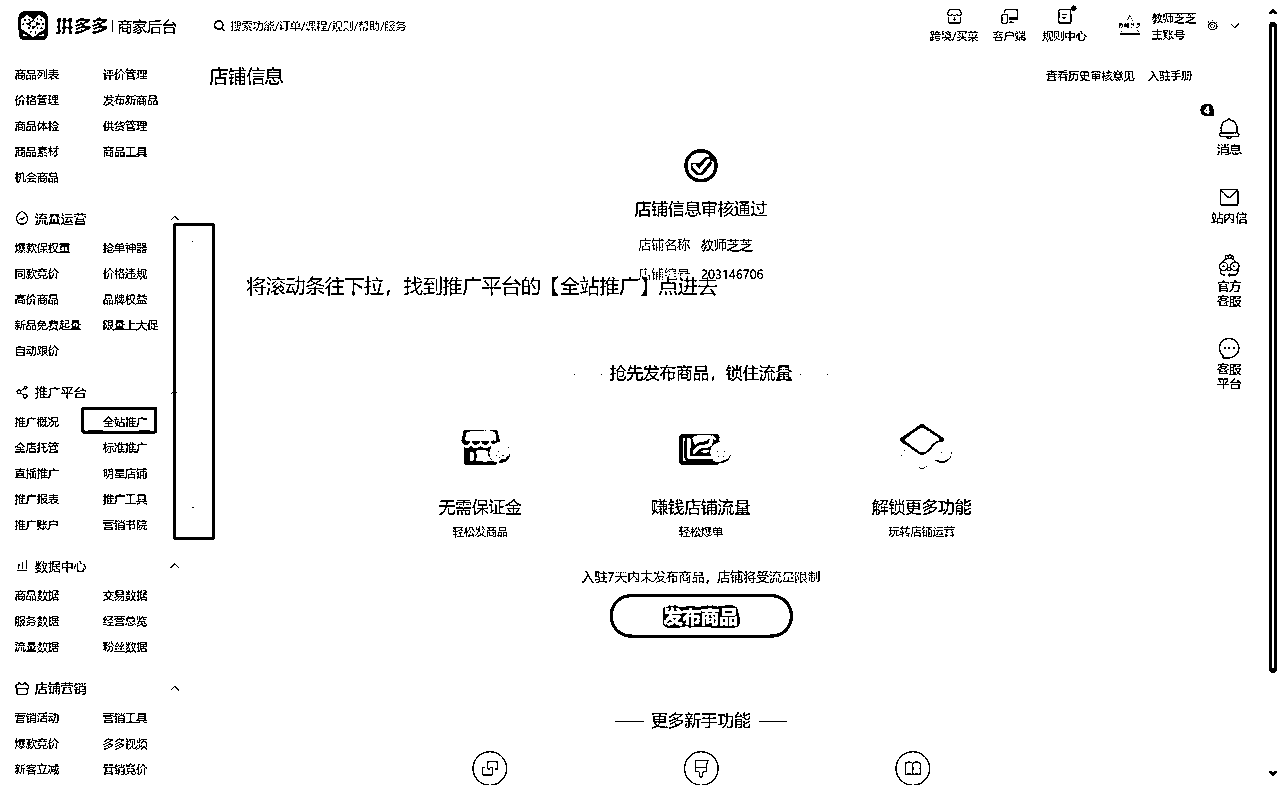 拼多多 | 商家后台
搜索功能/订单/课程/规则/帮助/服务
跨境/买菜
客户端
规则中心
教师芝芝
主账号
商品列表 评价管理
价格管理 发布新商品
商品体检 供货管理
商品素材 商品工具
机会商品
流量运营
爆款保权重 抢单神器
同款竞价 价格违规
高价商品 品牌权益
新品免费起量 限量上大促
自动跟价
推广平台
推广概况 全站推广
全店托管 标准推广
直播推广 明星店铺
推广报表 推广工具
推广账户 营销书院
数据中心
商品数据 交易数据
服务数据 经营总览
流量数据 粉丝数据
店铺营销
营销活动 营销工具
爆款竞价 多多视频
新客立减 营销竞价
店铺信息
查看历史审核意见 入驻手册
店铺信息审核通过
店铺名称 教师芝芝
店铺编号 203146706
将滚动条往下拉，找到推广平台的【全站推广】点进去
抢先发布商品，锁住流量
无需保证金
轻松发商品
赚钱店铺流量
轻松爆单
解锁更多功能
玩转店铺运营
入驻7天内未发布商品，店铺将受流量限制
发布商品
更多新手功能
4
消息
站内信
官方
客服
客服
平台